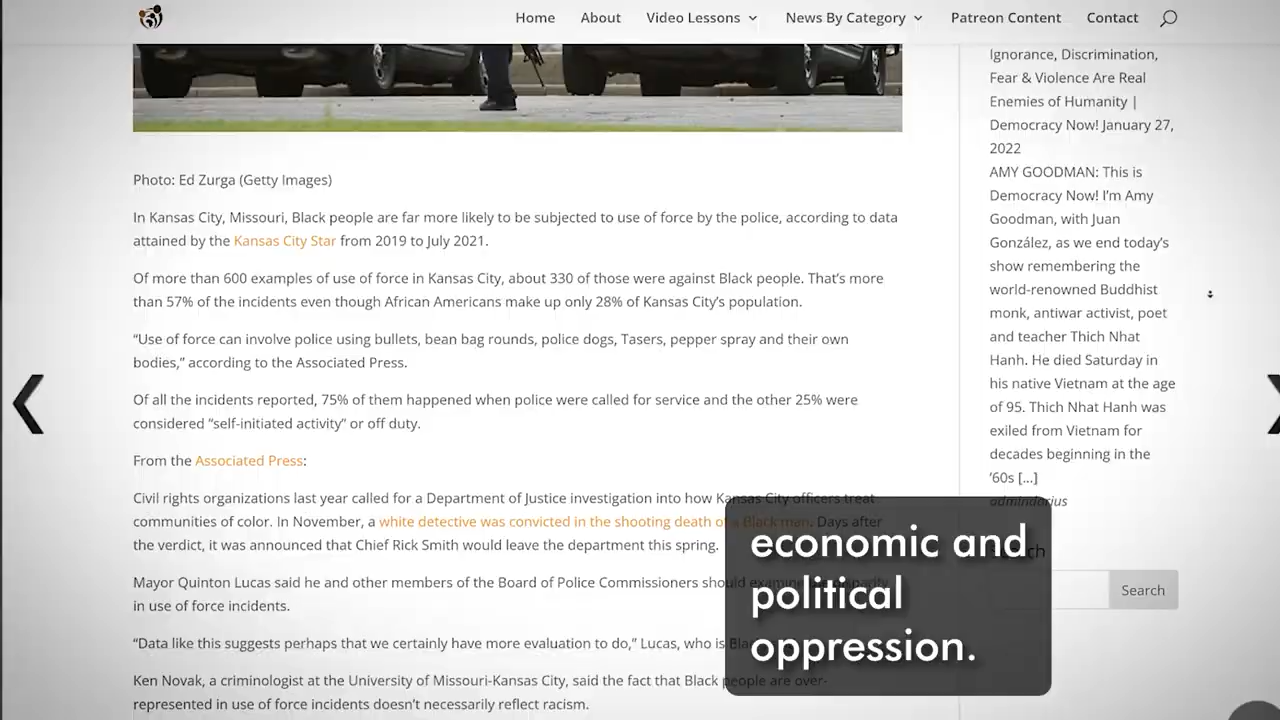 Home About Video Lessons News By Category Patreon Content Contact
Photo: Ed Zurga (Getty Images)
In Kansas City, Missouri, Black people are far more likely to be subjected to use of force by the police, according to data
attained by the Kansas City Star from 2019 to July 2021.
Of more than 600 examples of use of force in Kansas City, about 330 of those were against Black people. That’s more
than 57% of the incidents even though African Americans make up only 28% of Kansas City’s population.
“Use of force can involve police using bullets, bean bag rounds, police dogs, Tasers, pepper spray and their own
bodies,” according to the Associated Press.
Of all the incidents reported, 75% of them happened when police were called for service and the other 25% were
considered “self-initiated activity” or off duty.
From the Associated Press:
Civil rights organizations last year called for a Department of Justice investigation into how Kansas City officers treat
communities of color. In November, a white detective was convicted in the shooting death of a Black man. Days after
the verdict, it was announced that Chief Rick Smith would leave the department this spring.
Mayor Quinton Lucas said he and other members of the Board of Police Commissioners should examine disparity
in use of force incidents.
“Data like this suggests perhaps that we certainly have more evaluation to do,” Lucas, who is
Ken Novak, a criminologist at the University of Missouri-Kansas City, said the fact that Black people are over-
represented in use of force incidents doesn’t necessarily reflect racism.
Ignorance, Discrimination,
Fear & Violence Are Real
Enemies of Humanity |
Democracy Now! January 27,
2022
AMY GOODMAN: This is
Democracy Now! I’m Amy
Goodman, with Juan
González, as we end today’s
show remembering the
world-renowned Buddhist
monk, antiwar activist, poet
and teacher Thich Nhat
Hanh. He died Saturday in
his native Vietnam at the age
of 95. Thich Nhat Hanh was
exiled from Vietnam for
decades beginning in the
’60s […]
admindarius
Search
Search
economic and
political
oppression.